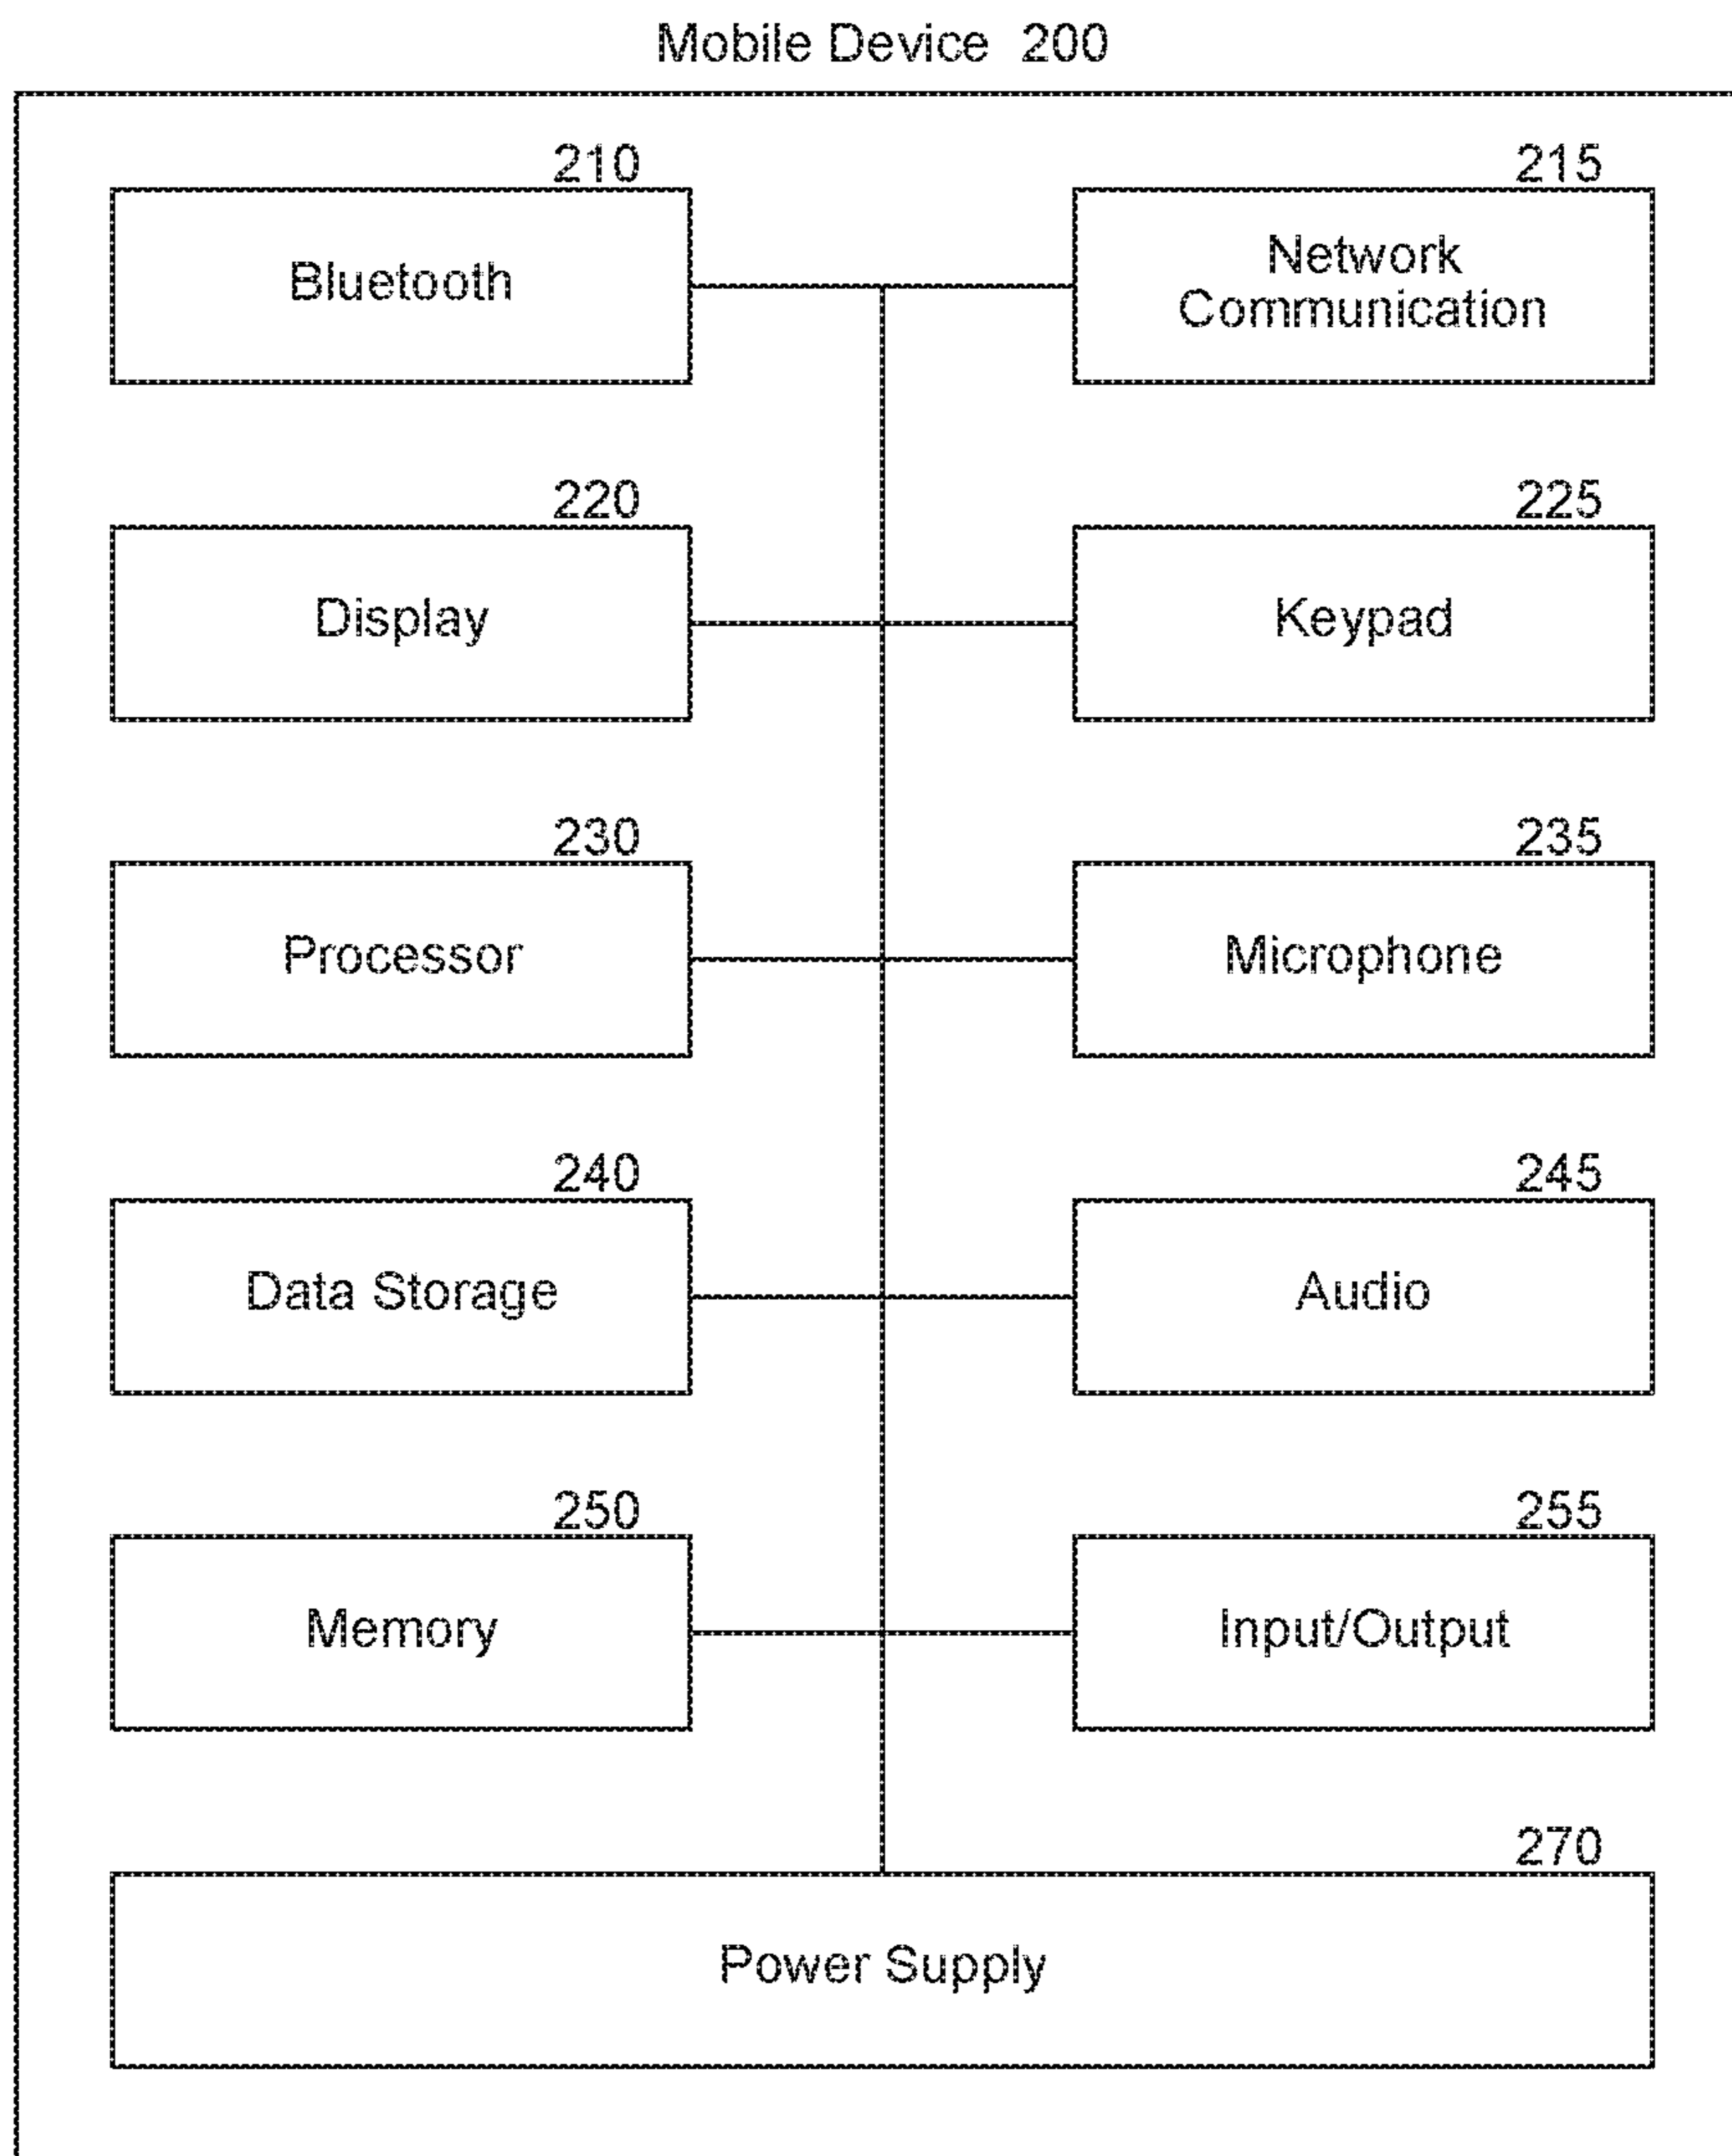 Mobile Device 200
210
Bluetooth
215
Network
Communication
220
Display
225
Keypad
230
Processor
235
Microphone
240
Data Storage
245
Audio
250
Memory
255
Input/Output
270
Power Supply